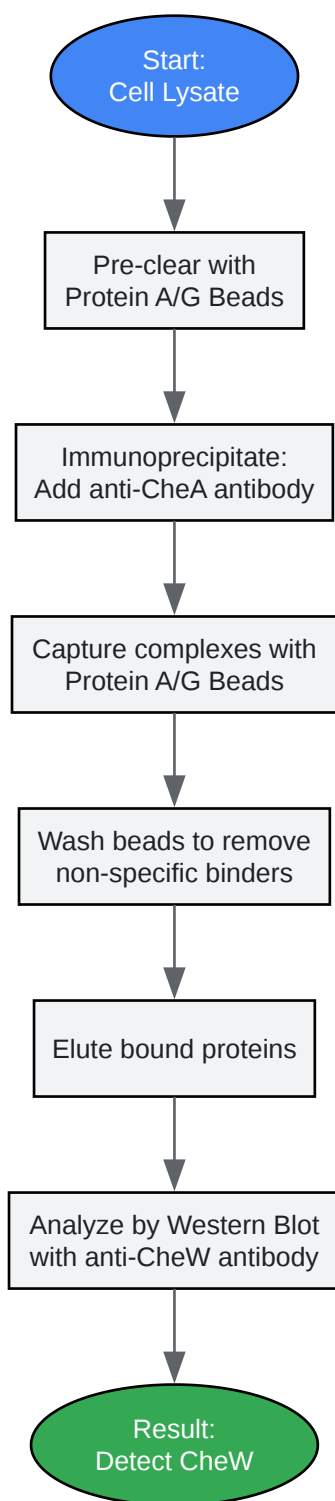 Start:
Cell Lysate
Pre-clear with
Protein A/G Beads
Immunoprecipitate:
Add anti-CheA antibody
Capture complexes with
Protein A/G Beads
Wash beads to remove
non-specific binders
Elute bound proteins
Analyze by Western Blot
with anti-CheW antibody
Result:
Detect CheW